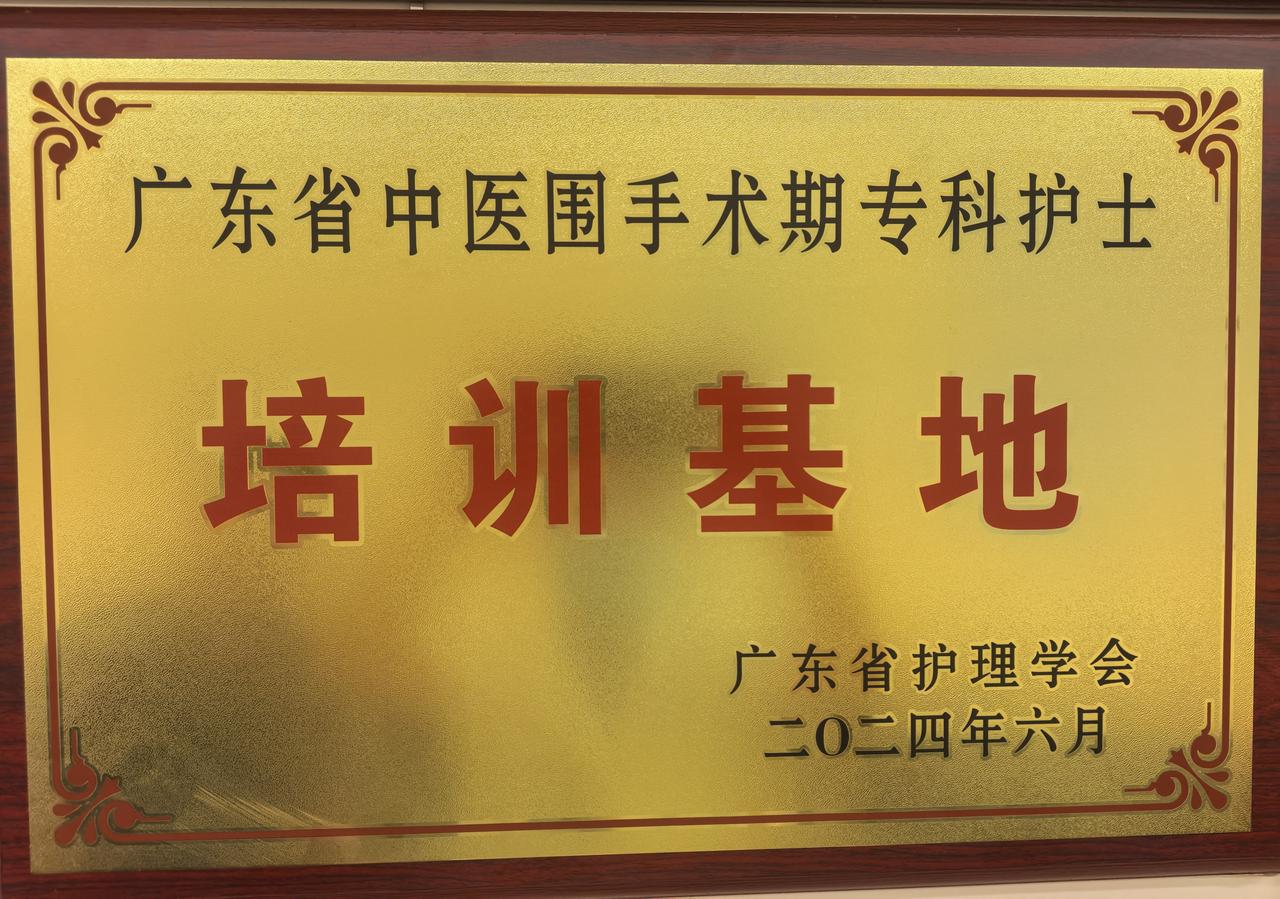 广东省中医围手术期专科护士
培训基地
广东省护理学会
二O二四年六月